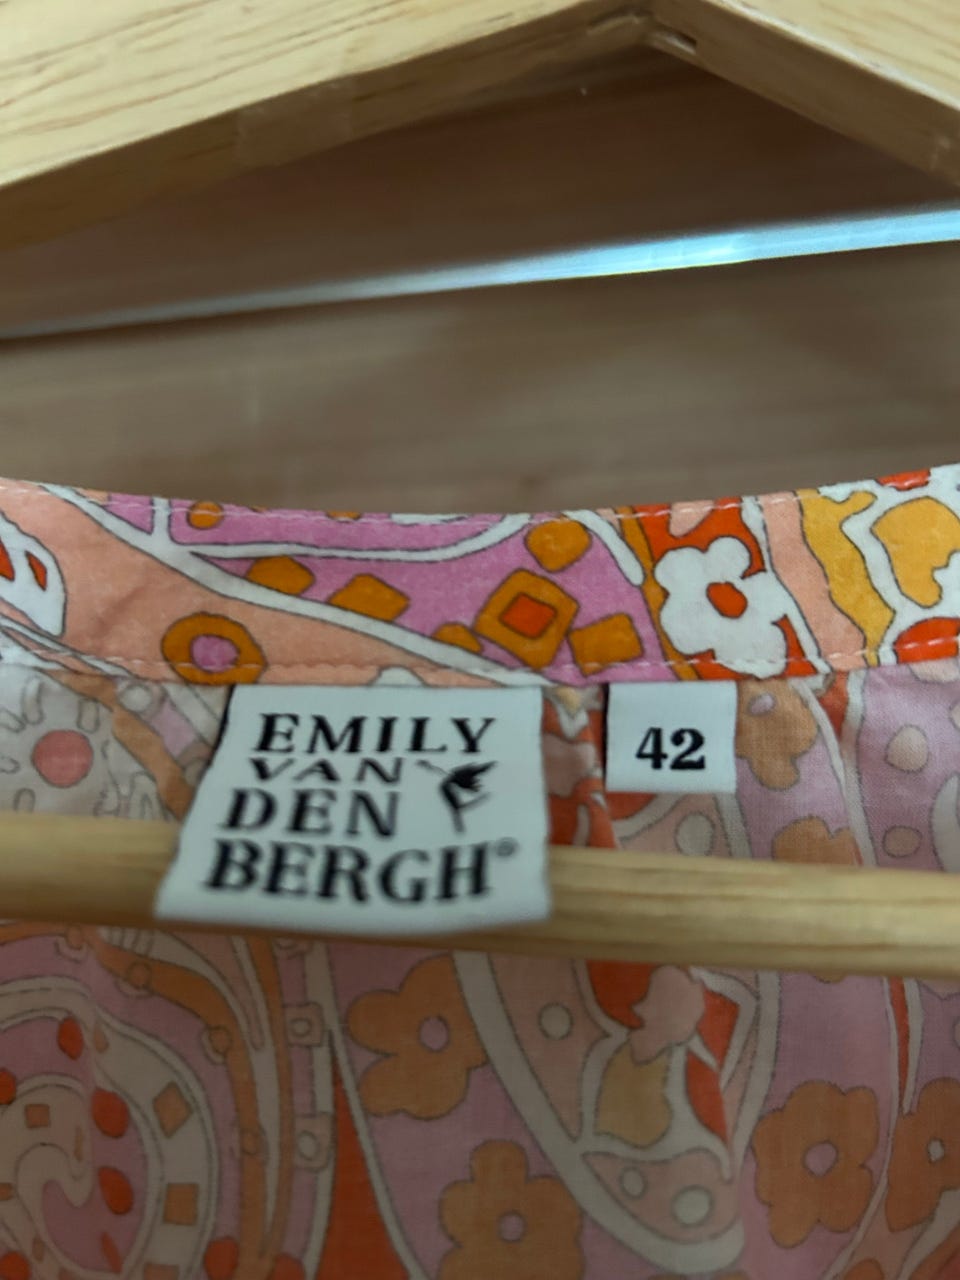 EMILY
VAN
DEN
BERGH®
42